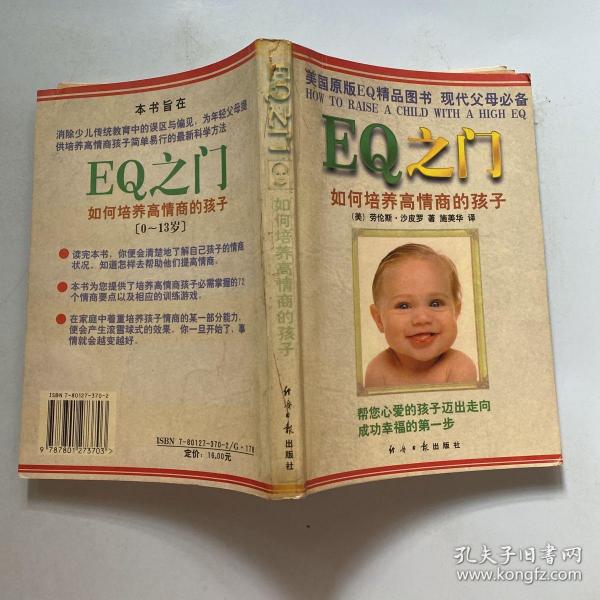 本书旨在
消除少儿传统教育中的误区与偏见,为年轻父母提
供培养高情商孩子简单易行的最新科学方法
EQ之门
如何培养高情商的孩子
〔0~13岁〕
● 读完本书,你便会清楚地了解自己孩子的情商
状况,知道怎样去帮助他们提高情商。
● 本书为您提供了培养高情商孩子必需掌握的72
个情商要点以及相应的训练游戏。
● 在家庭中着重培养孩子情商的某一部分能力,
便会产生滚雪球式的效果,你一旦开始了,事
情就会越变越好。
ISBN 7-80127-370-2
9 787801 273703 >
ISBN 7-80127-370-2/G·170
定价:16.00元
EQ之门
如何培养高情商的孩子
经济日报出版社
美国原版EQ精品图书 现代父母必备
HOW TO RAISE A CHILD WITH A HIGH EQ
EQ之门
如何培养高情商的孩子
(美) 劳伦斯·沙皮罗 著 施美华 译
帮您心爱的孩子迈出走向
成功幸福的第一步
经济日报出版社
孔夫子旧书网
www.kongfz.com